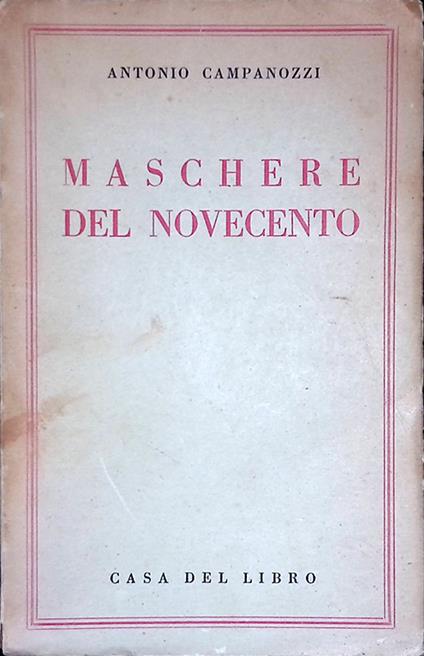 ANTONIO CAMPANOZZI
MASCHERE
DEL NOVECENTO
CASA DEL LIBRO